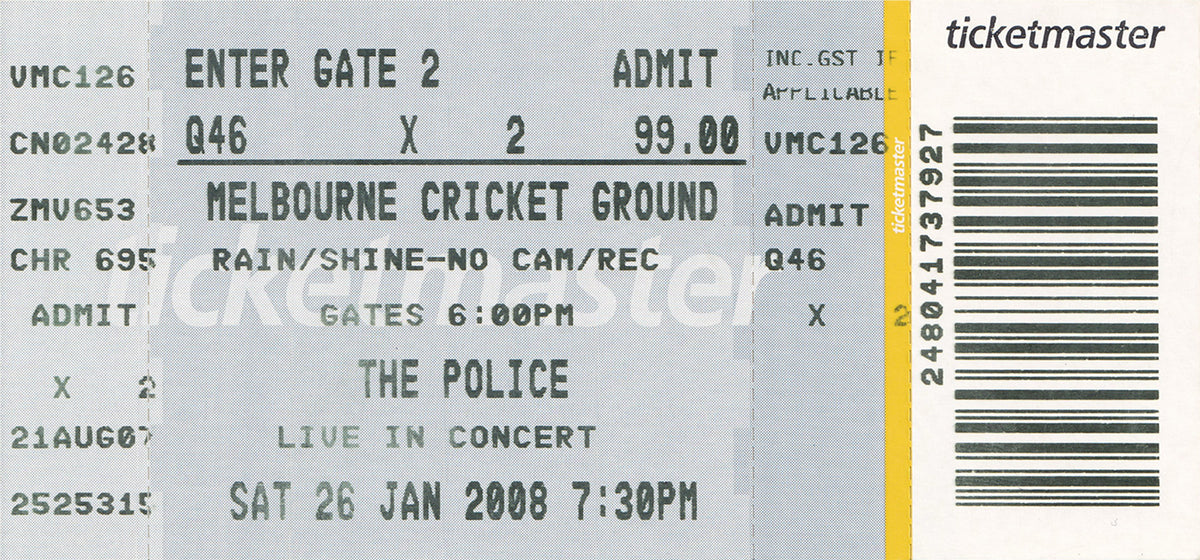 VMC126
CN02428
ZMV653
CHR 695
ADMIT
X 2
21AUG07
2525315
ENTER GATE 2 ADMIT
Q46 X 2 99.00
MELBOURNE CRICKET GROUND
RAIN/SHINE-NO CAM/REC
GATES 6:00PM
THE POLICE
LIVE IN CONCERT
SAT 26 JAN 2008 7:30PM
ticketmaster
INC.GST IF
APPLICABLE
VMC126
ADMIT
Q46
X 2
ticketmaster
ticketmaster
248041737927